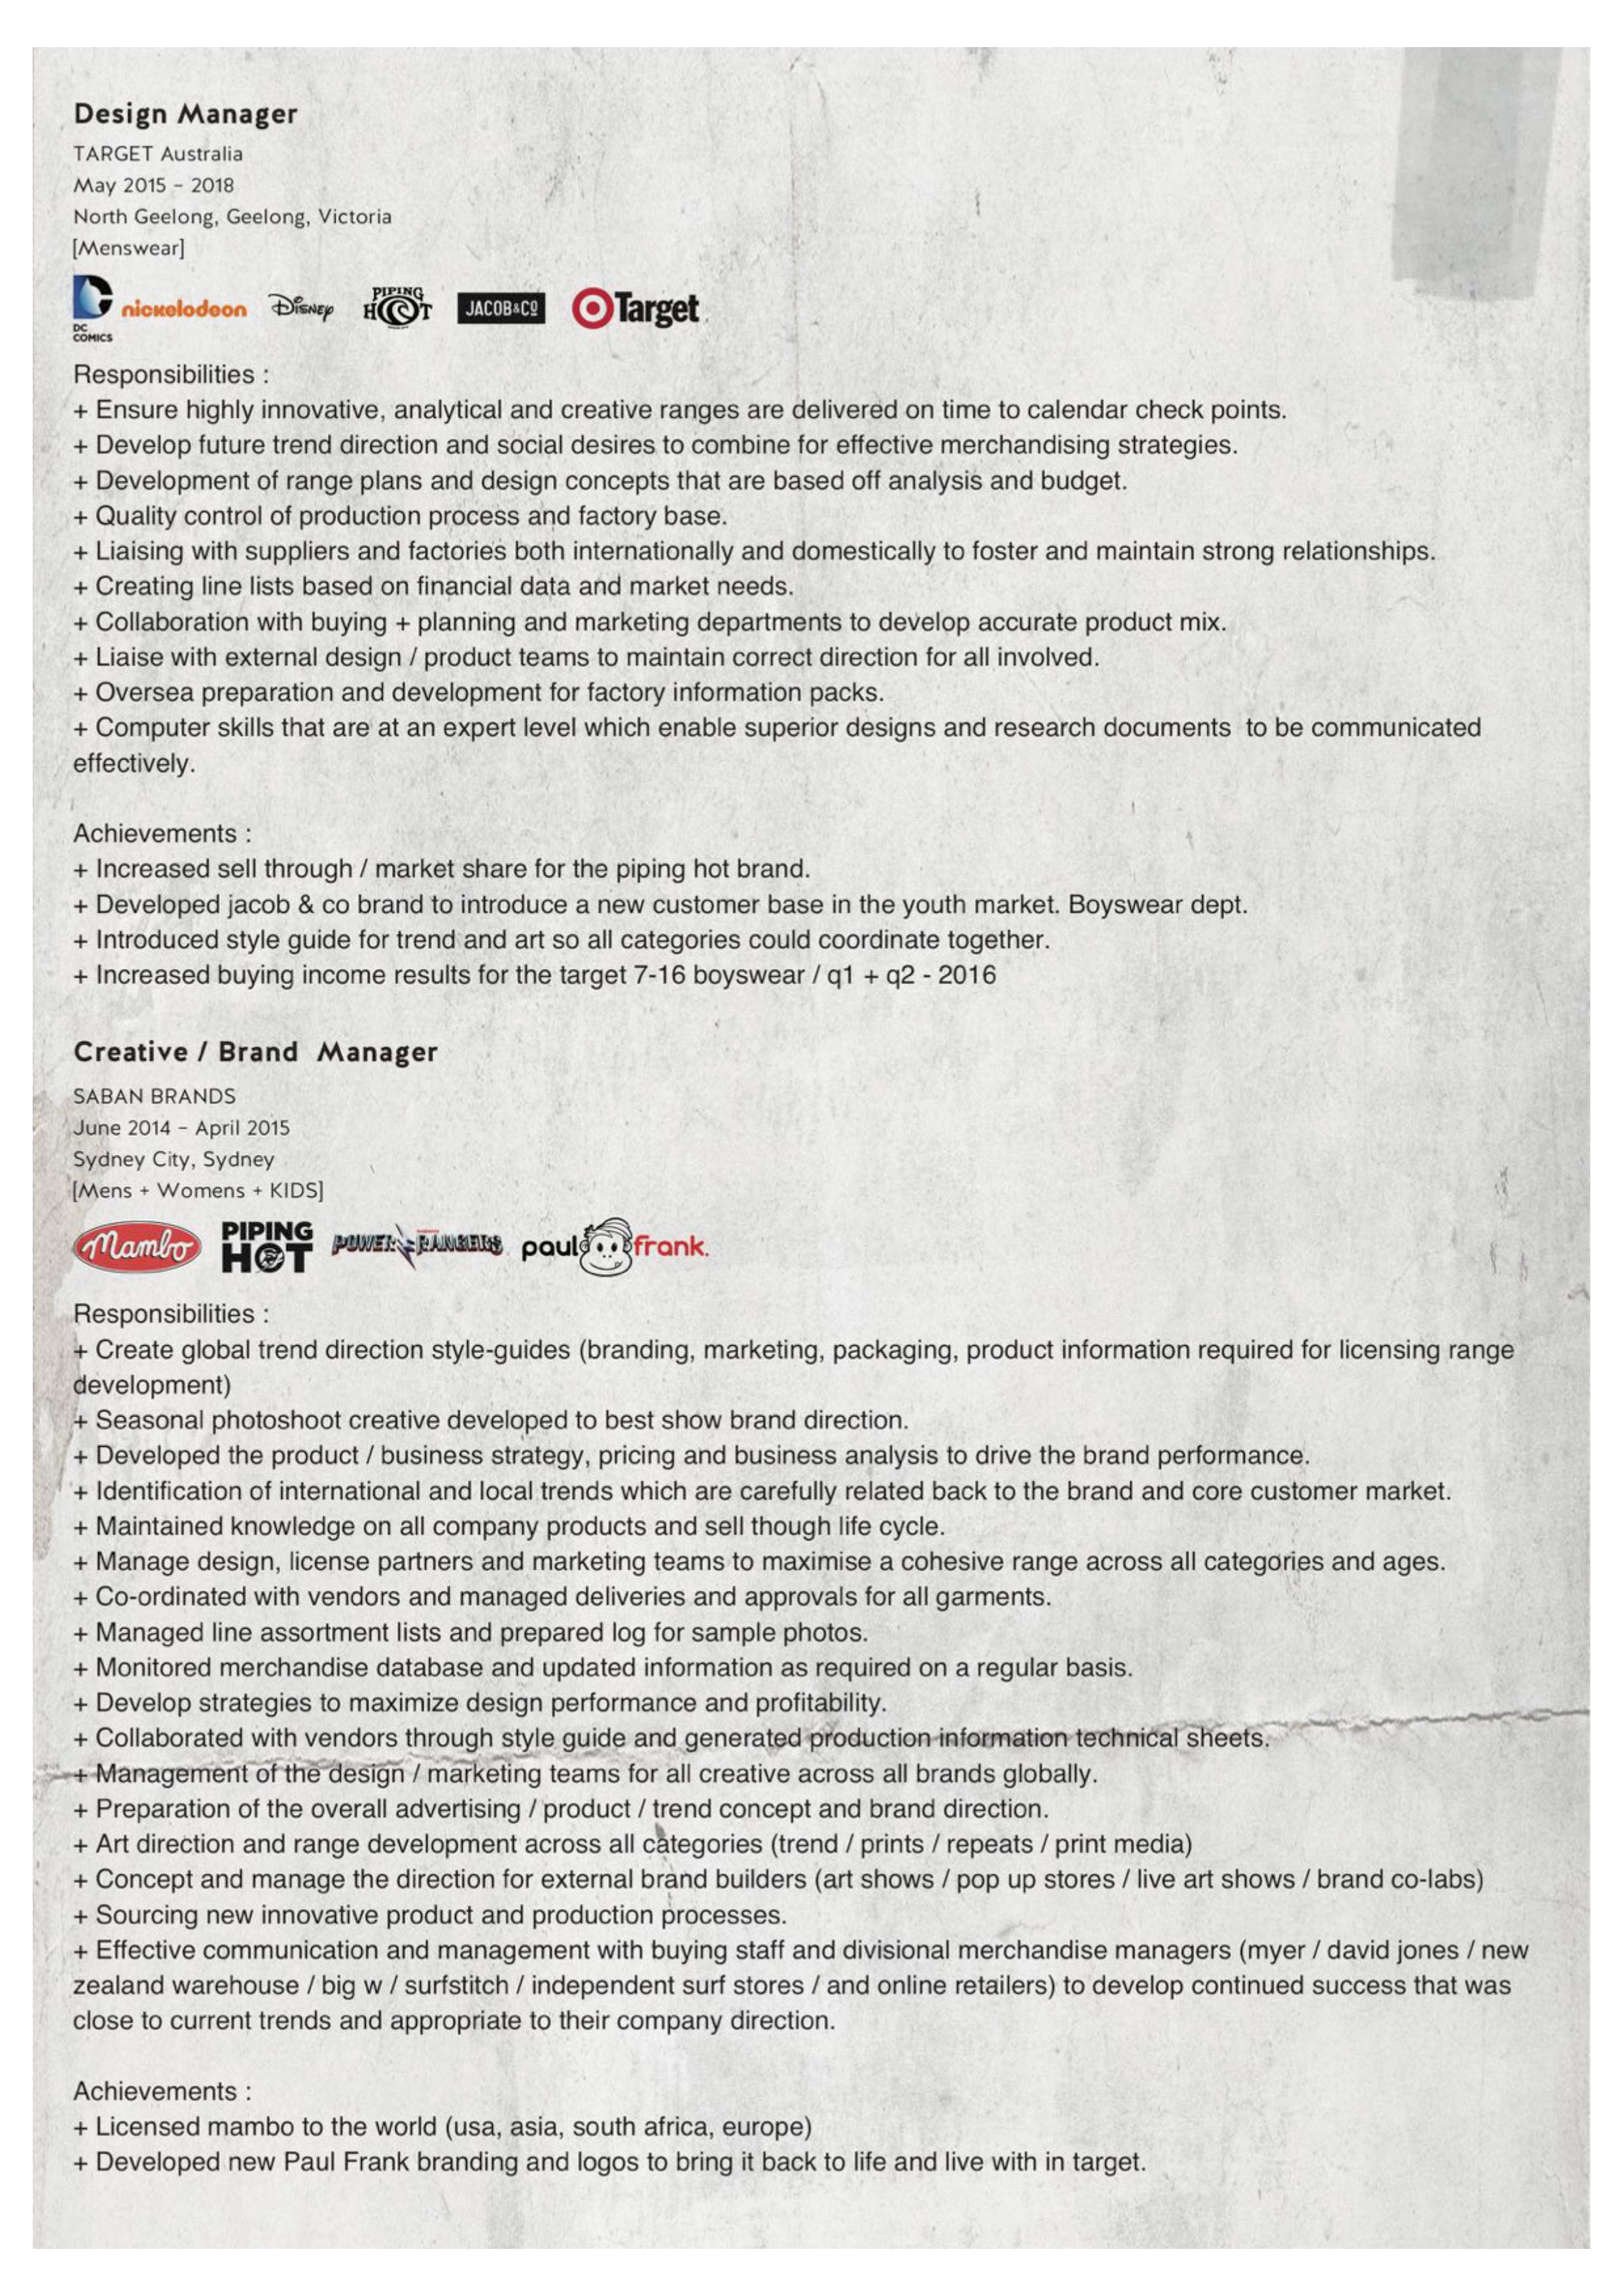 Design Manager
TARGET Australia
May 2015 – 2018
North Geelong, Geelong, Victoria
[Menswear]
DC COMICS nickelodeon Disney PIPING HOT JACOB&CO Target
Responsibilities :
+ Ensure highly innovative, analytical and creative ranges are delivered on time to calendar check points.
+ Develop future trend direction and social desires to combine for effective merchandising strategies.
+ Development of range plans and design concepts that are based off analysis and budget.
+ Quality control of production process and factory base.
+ Liaising with suppliers and factories both internationally and domestically to foster and maintain strong relationships.
+ Creating line lists based on financial data and market needs.
+ Collaboration with buying + planning and marketing departments to develop accurate product mix.
+ Liaise with external design / product teams to maintain correct direction for all involved.
+ Oversea preparation and development for factory information packs.
+ Computer skills that are at an expert level which enable superior designs and research documents  to be communicated
effectively.
Achievements :
+ Increased sell through / market share for the piping hot brand.
+ Developed jacob & co brand to introduce a new customer base in the youth market. Boyswear dept.
+ Introduced style guide for trend and art so all categories could coordinate together.
+ Increased buying income results for the target 7-16 boyswear / q1 + q2 - 2016
Creative / Brand  Manager
SABAN BRANDS
June 2014 – April 2015
Sydney City, Sydney
[Mens + Womens + KIDS]
Mambo PIPING HOT POWER RANGERS paul frank.
Responsibilities :
+ Create global trend direction style-guides (branding, marketing, packaging, product information required for licensing range
development)
+ Seasonal photoshoot creative developed to best show brand direction.
+ Developed the product / business strategy, pricing and business analysis to drive the brand performance.
+ Identification of international and local trends which are carefully related back to the brand and core customer market.
+ Maintained knowledge on all company products and sell though life cycle.
+ Manage design, license partners and marketing teams to maximise a cohesive range across all categories and ages.
+ Co-ordinated with vendors and managed deliveries and approvals for all garments.
+ Managed line assortment lists and prepared log for sample photos.
+ Monitored merchandise database and updated information as required on a regular basis.
+ Develop strategies to maximize design performance and profitability.
+ Collaborated with vendors through style guide and generated production information technical sheets.
+ Management of the design / marketing teams for all creative across all brands globally.
+ Preparation of the overall advertising / product / trend concept and brand direction.
+ Art direction and range development across all categories (trend / prints / repeats / print media)
+ Concept and manage the direction for external brand builders (art shows / pop up stores / live art shows / brand co-labs)
+ Sourcing new innovative product and production processes.
+ Effective communication and management with buying staff and divisional merchandise managers (myer / david jones / new
zealand warehouse / big w / surfstitch / independent surf stores / and online retailers) to develop continued success that was
close to current trends and appropriate to their company direction.
Achievements :
+ Licensed mambo to the world (usa, asia, south africa, europe)
+ Developed new Paul Frank branding and logos to bring it back to life and live with in target.